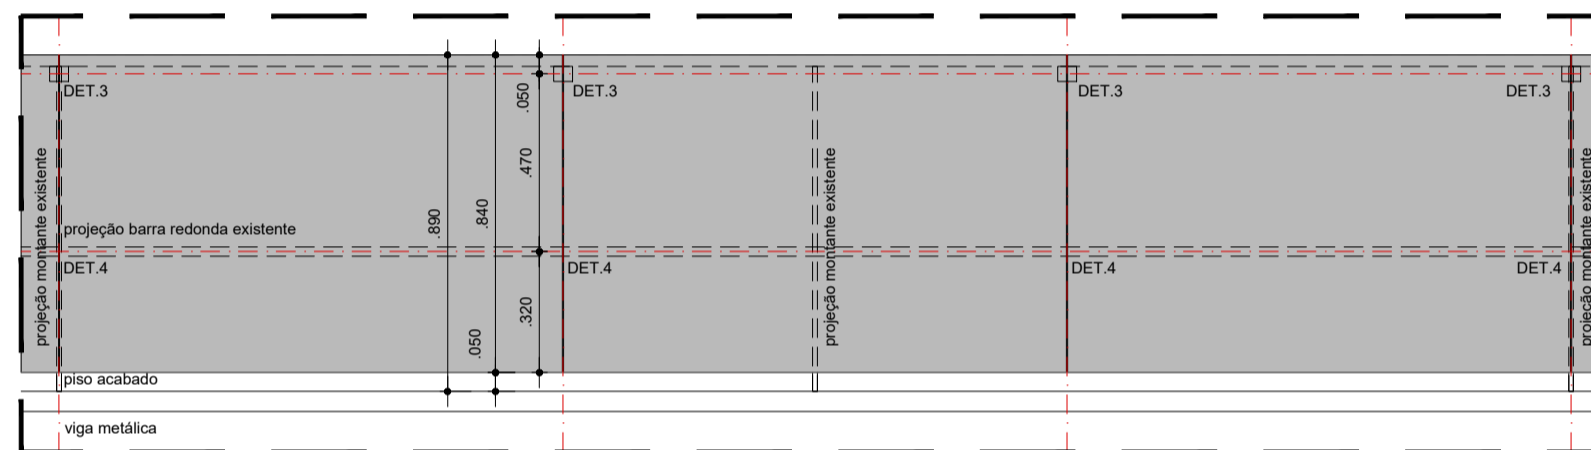 DET.3
DET.3
DET.3
DET.3
.050
.470
projeção montante existente
projeção montante existente
projeção montante existente
.890
.840
projeção barra redonda existente
DET.4
DET.4
DET.4
DET.4
.320
.050
piso acabado
viga metálica